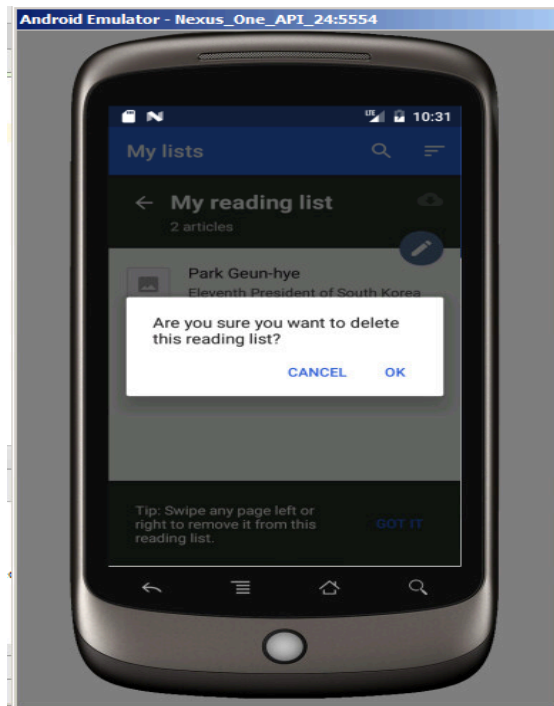 Android Emulator - Nexus_One_API_24:5554
LTE 10:31
My lists
My reading list
2 articles
Park Geun-hye
Eleventh President of South Korea
Are you sure you want to delete
this reading list?
CANCEL OK
Tip: Swipe any page left or
right to remove it from this
reading list.
GOT IT